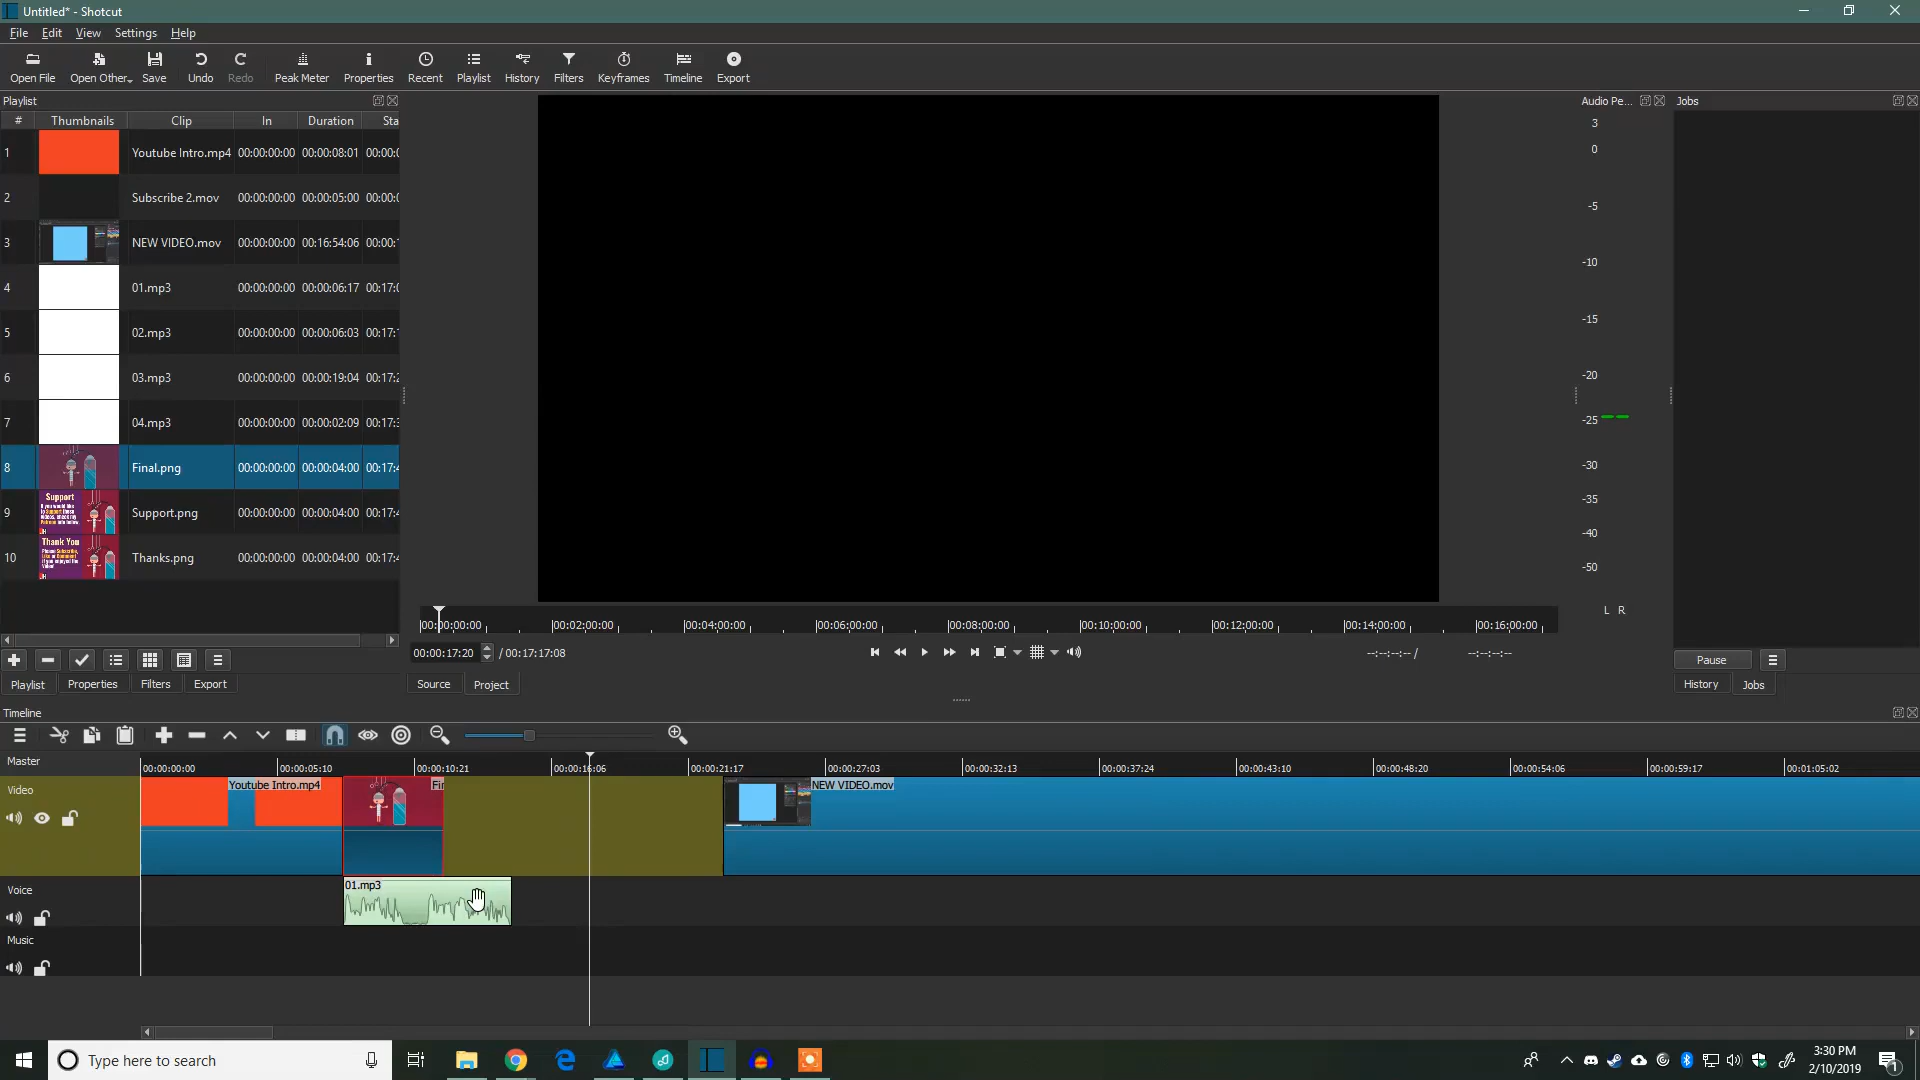 Untitled* - Shotcut
File Edit View Settings Help
Open File Open Other... Save Undo Redo Peak Meter Properties Recent Playlist History Filters Keyframes Timeline Export
Playlist
# Thumbnails Clip In Duration Sta
1 Youtube Intro.mp4 00:00:00:00 00:00:08:01 00:00:0
2 Subscribe 2.mov 00:00:00:00 00:00:05:00 00:00:0
3 NEW VIDEO.mov 00:00:00:00 00:16:54:06 00:00:1
4 01.mp3 00:00:00:00 00:00:06:17 00:17:0
5 02.mp3 00:00:00:00 00:00:06:03 00:17:1
6 03.mp3 00:00:00:00 00:00:19:04 00:17:2
7 04.mp3 00:00:00:00 00:00:02:09 00:17:3
8 Final.png 00:00:00:00 00:00:04:00 00:17:4
9 Support Support.png 00:00:00:00 00:00:04:00 00:17:4
10 Thank You Thanks.png 00:00:00:00 00:00:04:00 00:17:4
Playlist Properties Filters Export
00:00:00:00 00:02:00:00 00:04:00:00 00:06:00:00 00:08:00:00 00:10:00:00 00:12:00:00 00:14:00:00 00:16:00:00
00:00:17:20 / 00:17:17:08 --:--:--:-- / --:--:--:--
Source Project
Audio Pe...
3
0
-5
-10
-15
-20
-25
-30
-35
-40
-50
L R
Jobs
Pause
History Jobs
Timeline
Master
00:00:00:00 00:00:05:10 00:00:10:21 00:00:16:06 00:00:21:17 00:00:27:03 00:00:32:13 00:00:37:24 00:00:43:10 00:00:48:20 00:00:54:06 00:00:59:17 00:01:05:02
Video
Youtube Intro.mp4 Fin NEW VIDEO.mov
Voice
01.mp3
Music
Type here to search
3:30 PM
2/10/2019
1